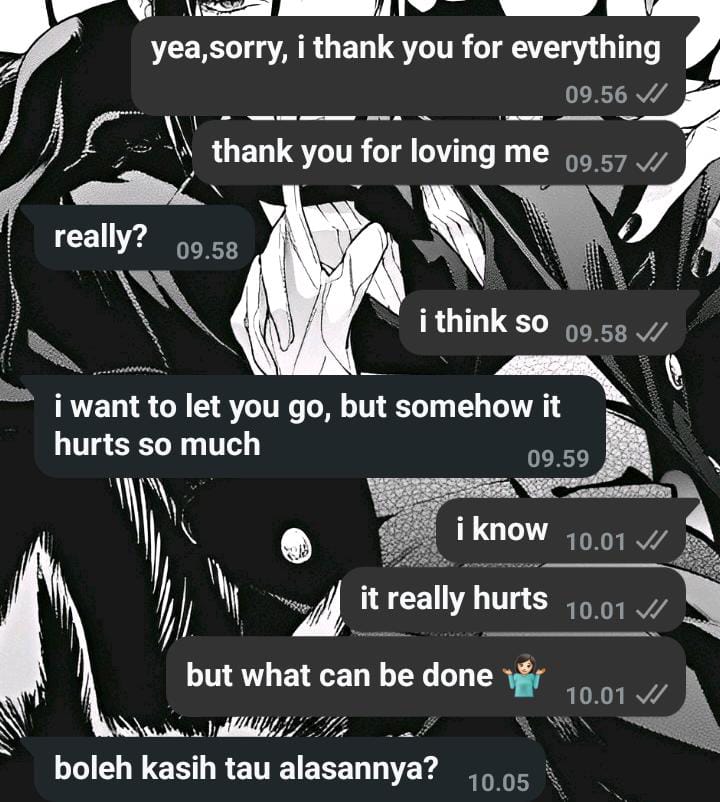 yea,sorry, i thank you for everything
09.56
thank you for loving me
09.57
really?
09.58
i think so
09.58
i want to let you go, but somehow it
hurts so much
09.59
i know
10.01
it really hurts
10.01
but what can be done 🤷🏻‍♀️
10.01
boleh kasih tau alasannya?
10.05